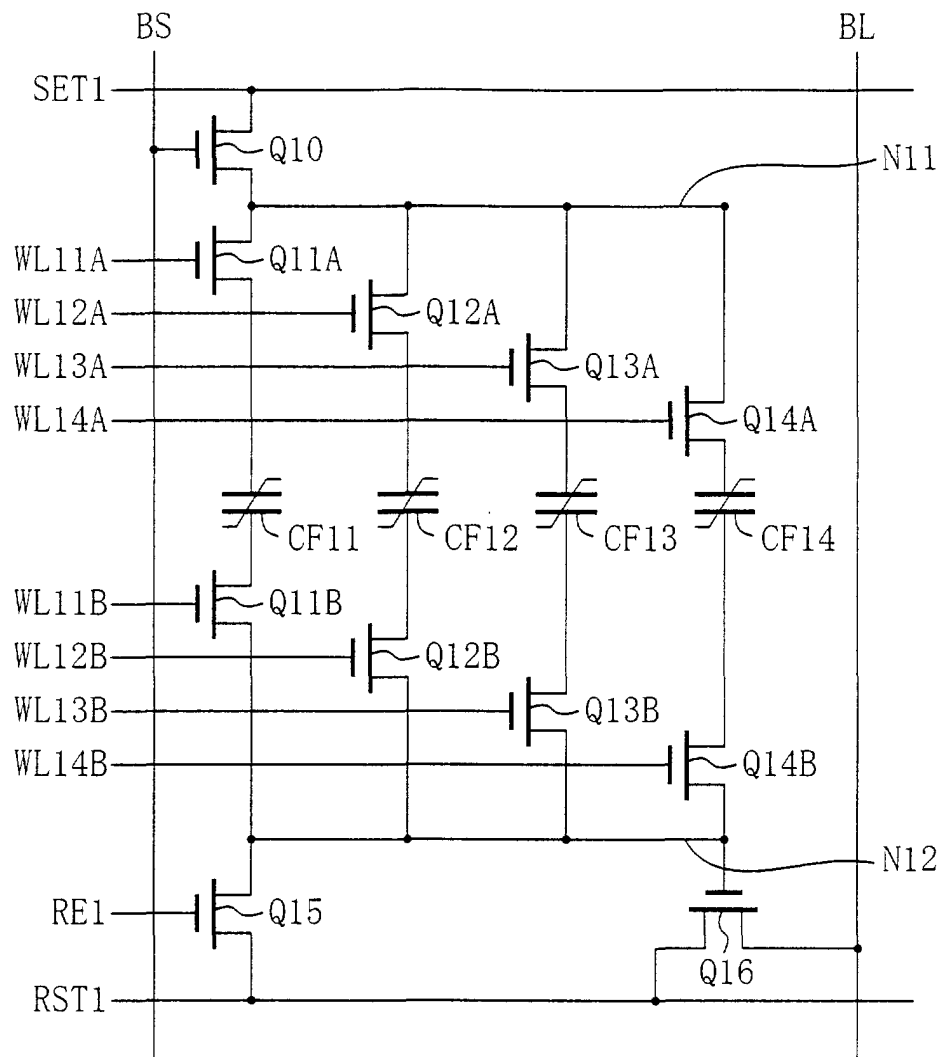 BS
BL
SET1
Q10
N11
WL11A
Q11A
WL12A
Q12A
WL13A
Q13A
WL14A
Q14A
CF11
CF12
CF13
CF14
WL11B
Q11B
WL12B
Q12B
WL13B
Q13B
WL14B
Q14B
N12
RE1
Q15
Q16
RST1